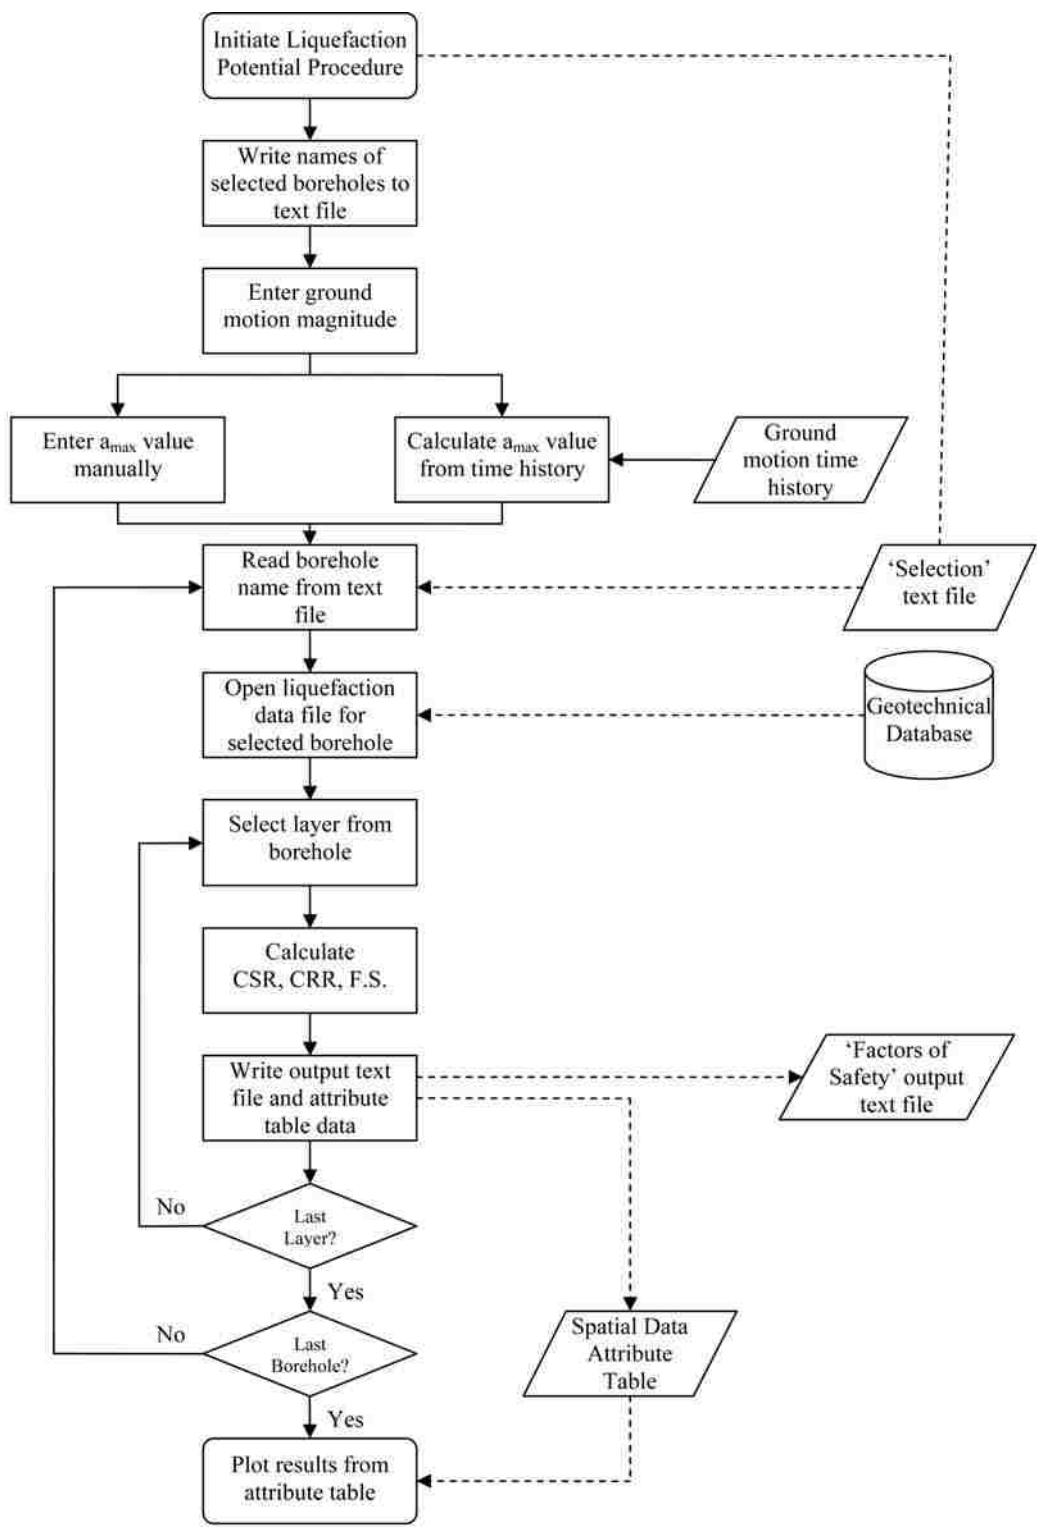 Initiate Liquefaction
Potential Procedure
Write names of
selected boreholes to
text file
Enter ground
motion magnitude
Enter amax value
manually
Calculate amax value
from time history
Ground
motion time
history
Read borehole
name from text
file
‘Selection’
text file
Open liquefaction
data file for
selected borehole
Geotechnical
Database
Select layer from
borehole
Calculate
CSR, CRR, F.S.
Write output text
file and attribute
table data
‘Factors of
Safety’ output
text file
No
Last
Layer?
Yes
No
Last
Borehole?
Spatial Data
Attribute
Table
Yes
Plot results from
attribute table